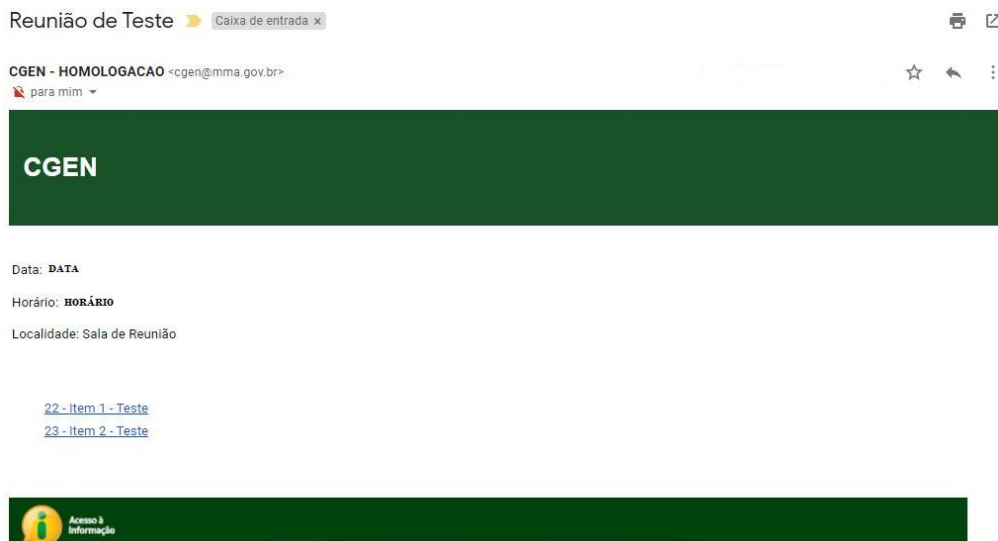 Reunião de Teste Caixa de entrada x
CGEN - HOMOLOGACAO <cgen@mma.gov.br>
para mim
CGEN
Data: DATA
Horário: HORÁRIO
Localidade: Sala de Reunião
22 - Item 1 - Teste
23 - Item 2 - Teste
Acesso à
Informação